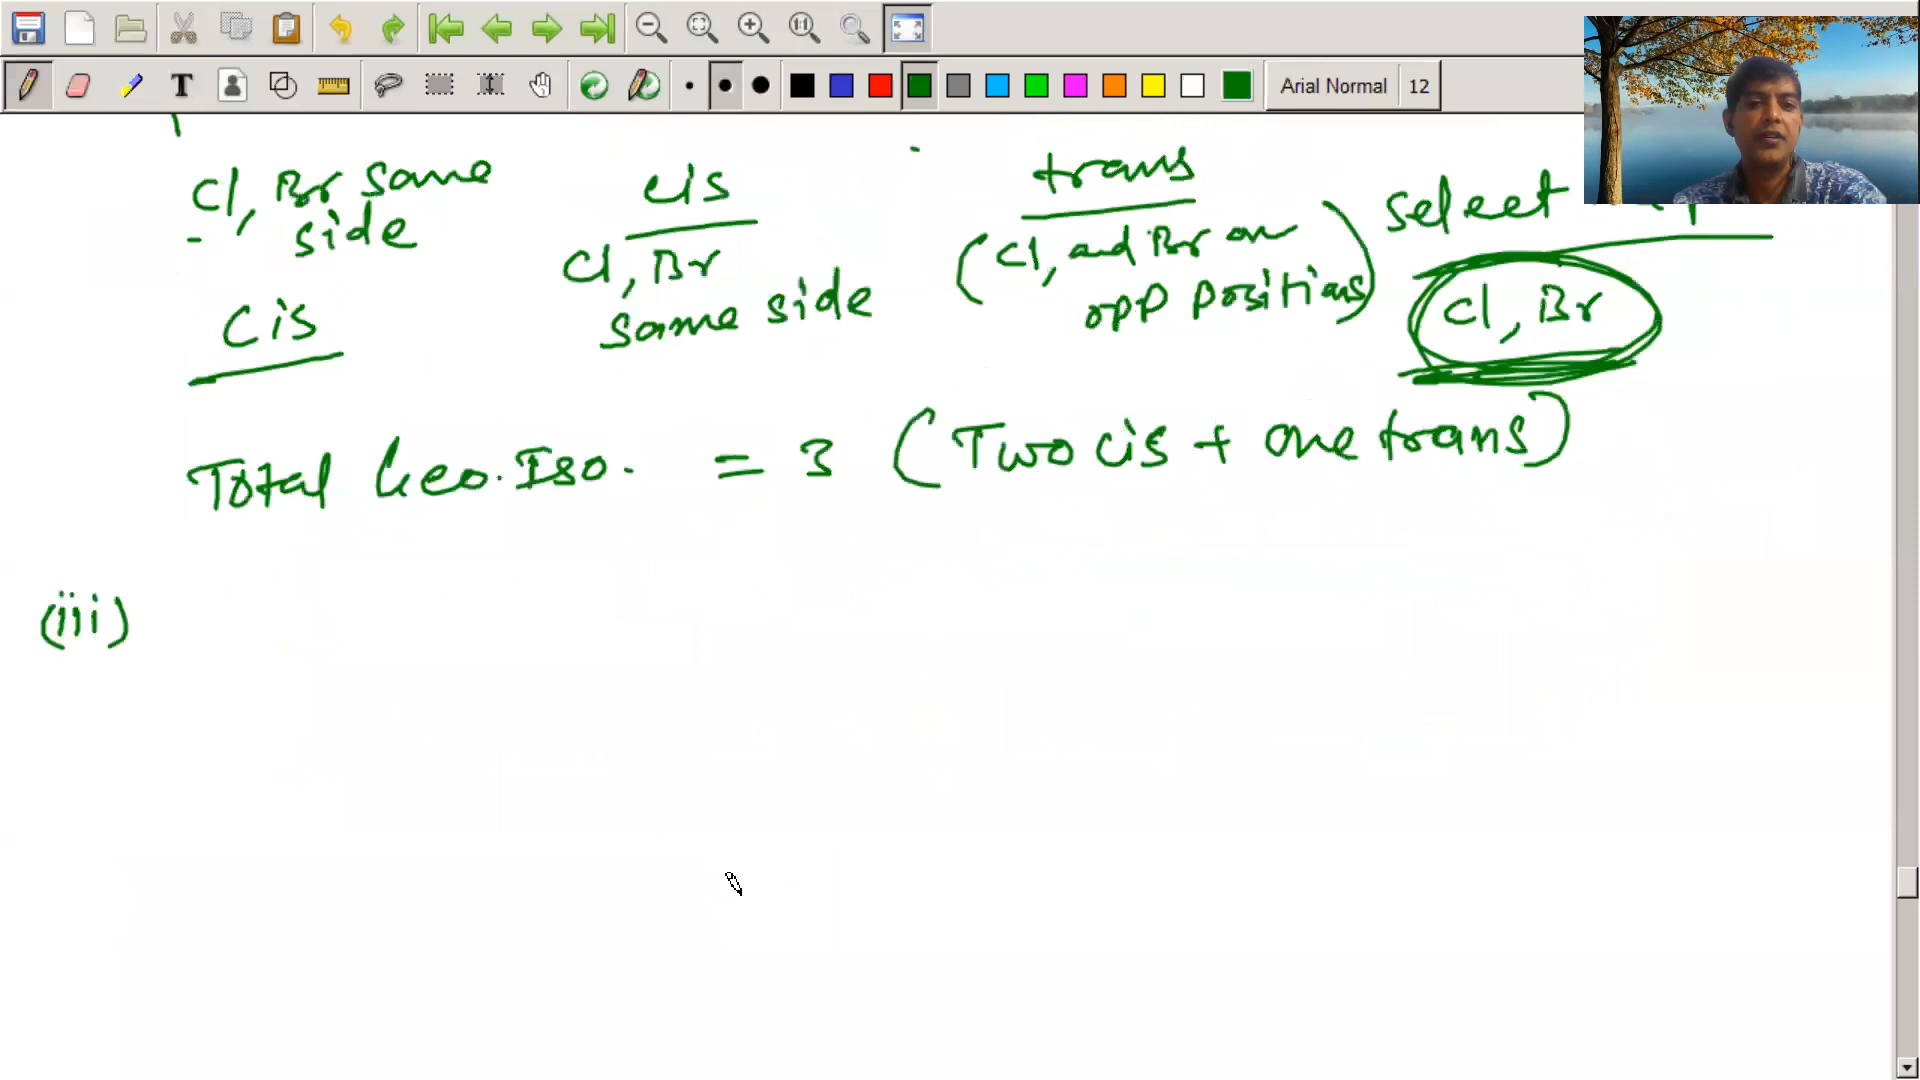 Arial Normal 12
Cl, Br same side
cis
Cl, Br same side
trans
(Cl, and Br on opp positions)
select
Cl, Br
Cis
Total Geo. Iso. = 3 (Two cis + one trans)
(iii)